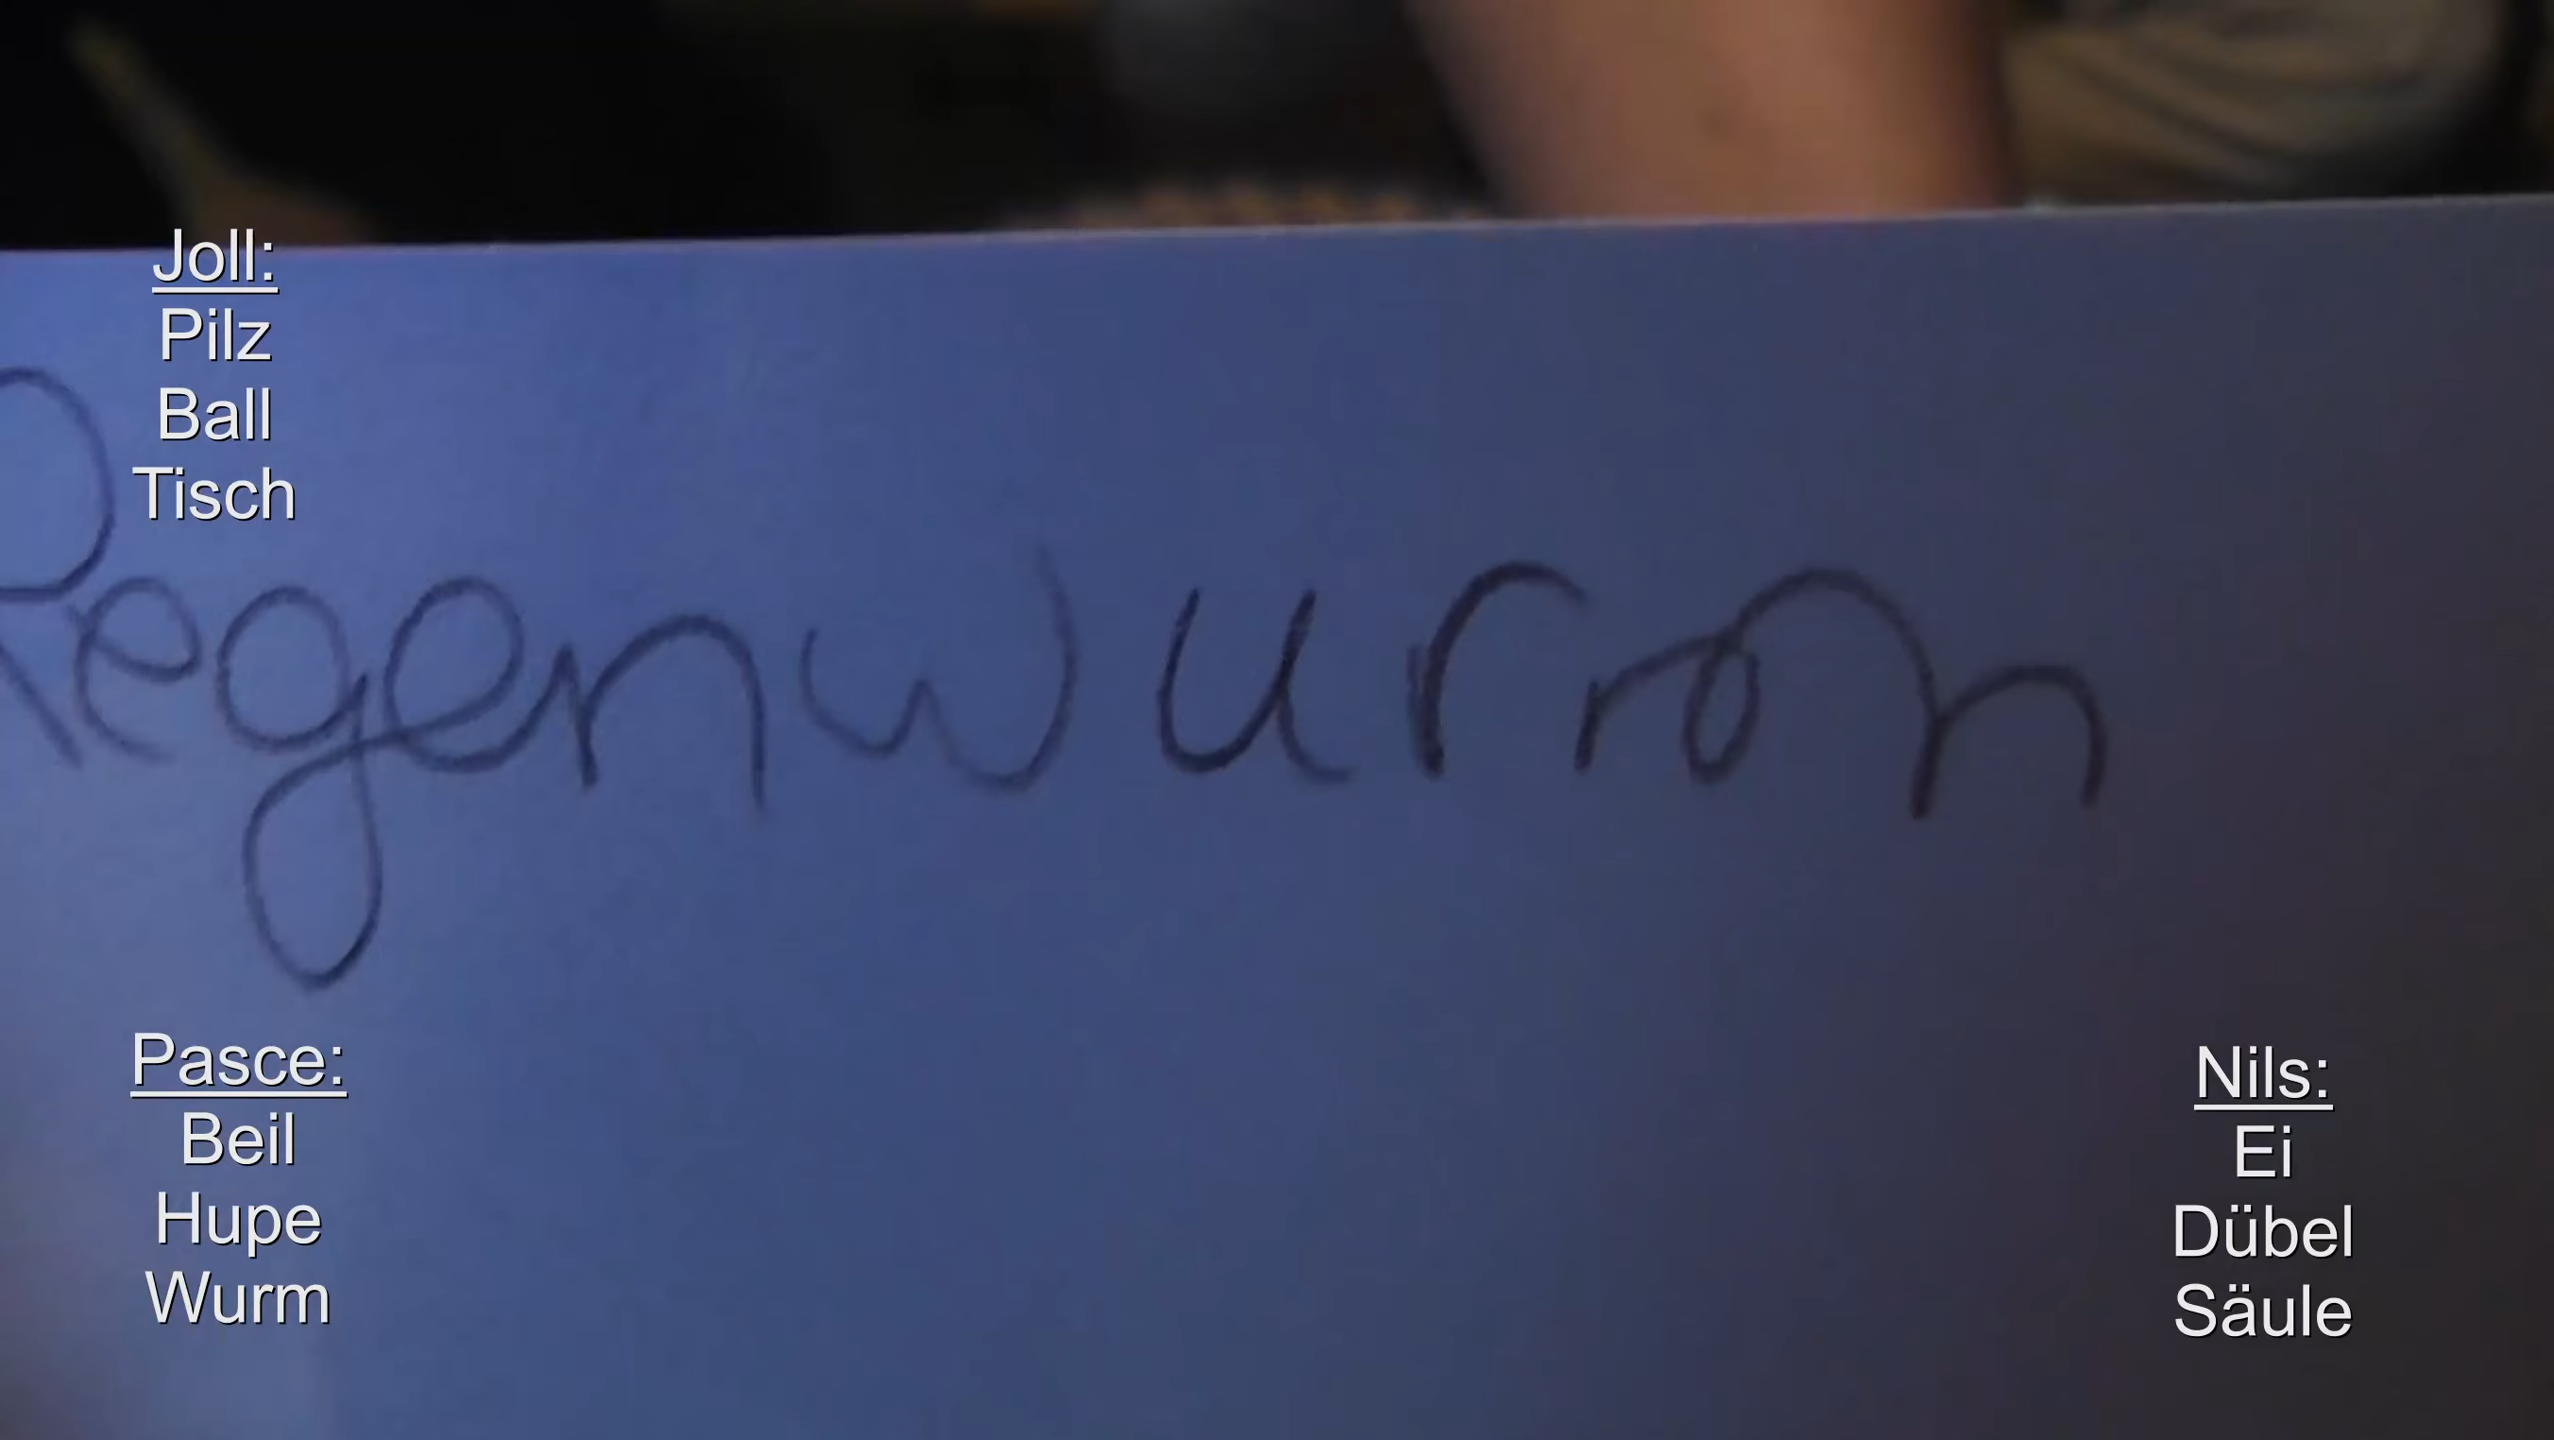 Joll:
Pilz
Ball
Tisch
Regenwurm
Pasce:
Beil
Hupe
Wurm
Nils:
Ei
Dübel
Säule